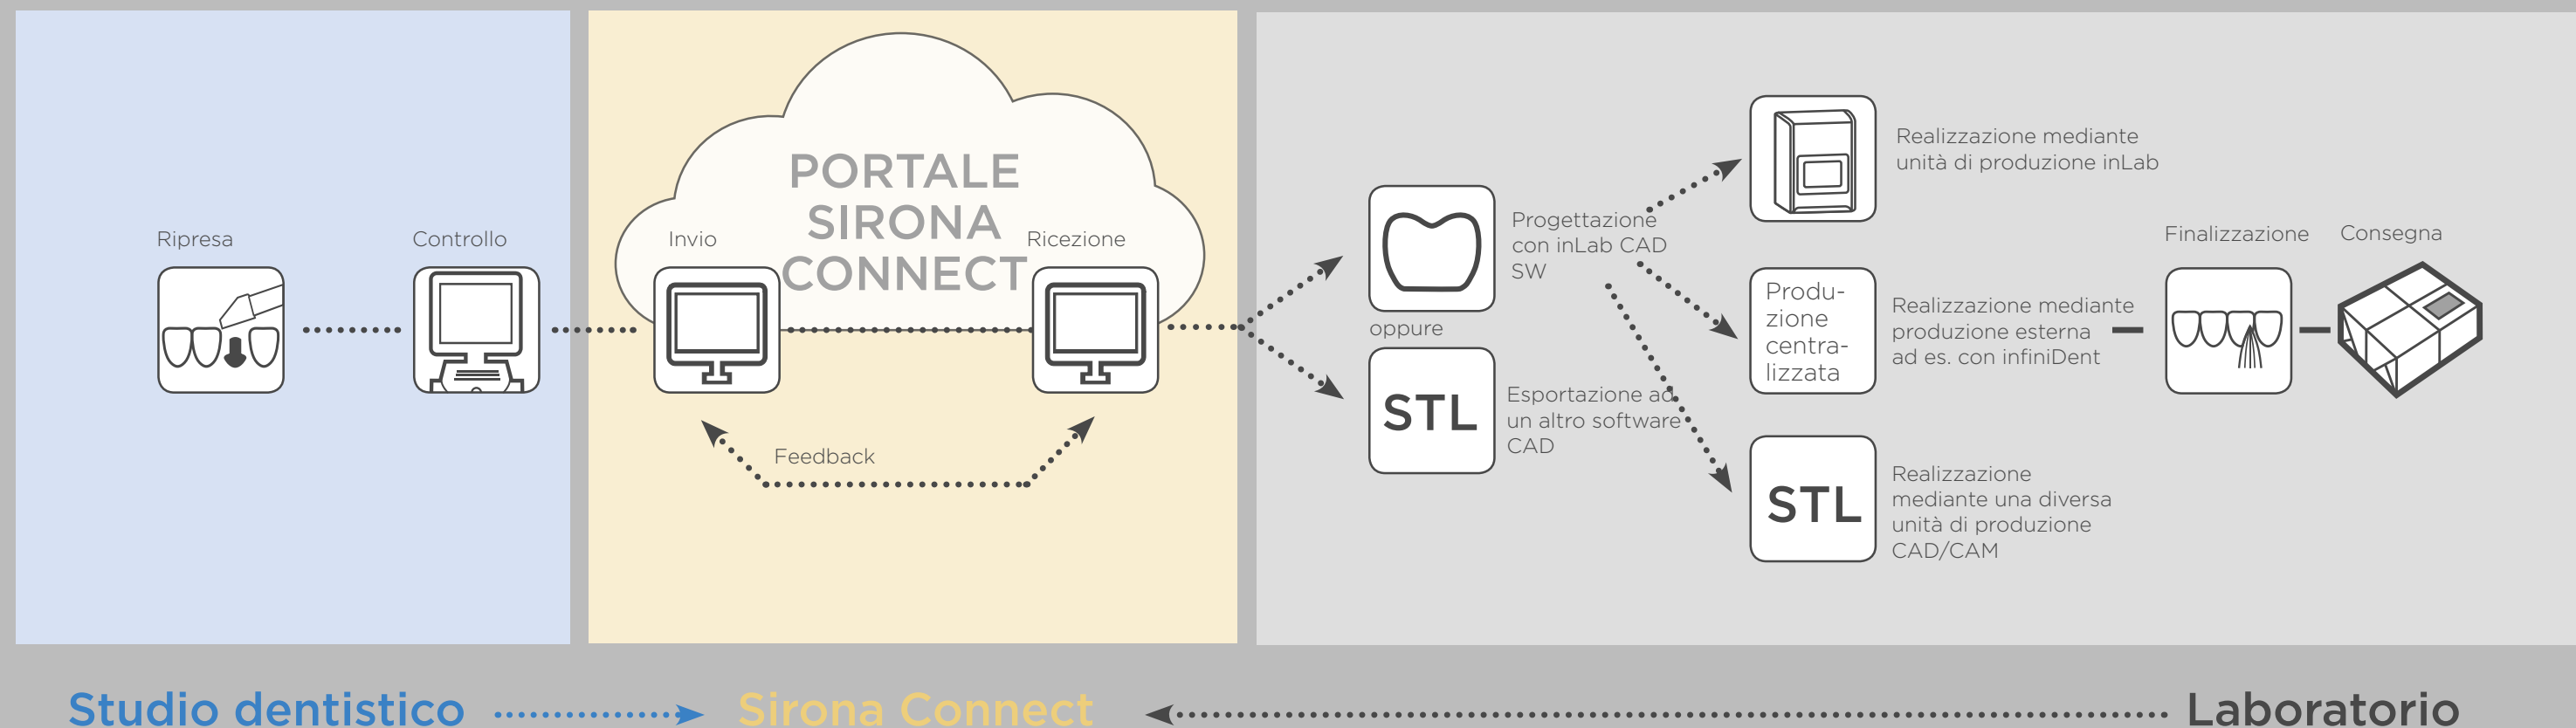 Ripresa
Controllo
PORTALE
SIRONA
CONNECT
Invio
Ricezione
Feedback
Progettazione
con inLab CAD
SW
oppure
STL
Esportazione ad
un altro software
CAD
Realizzazione mediante
unità di produzione inLab
Produ-
zione
centra-
lizzata
Realizzazione mediante
produzione esterna
ad es. con infiniDent
STL
Realizzazione
mediante una diversa
unità di produzione
CAD/CAM
Finalizzazione
Consegna
Studio dentistico
Sirona Connect
Laboratorio